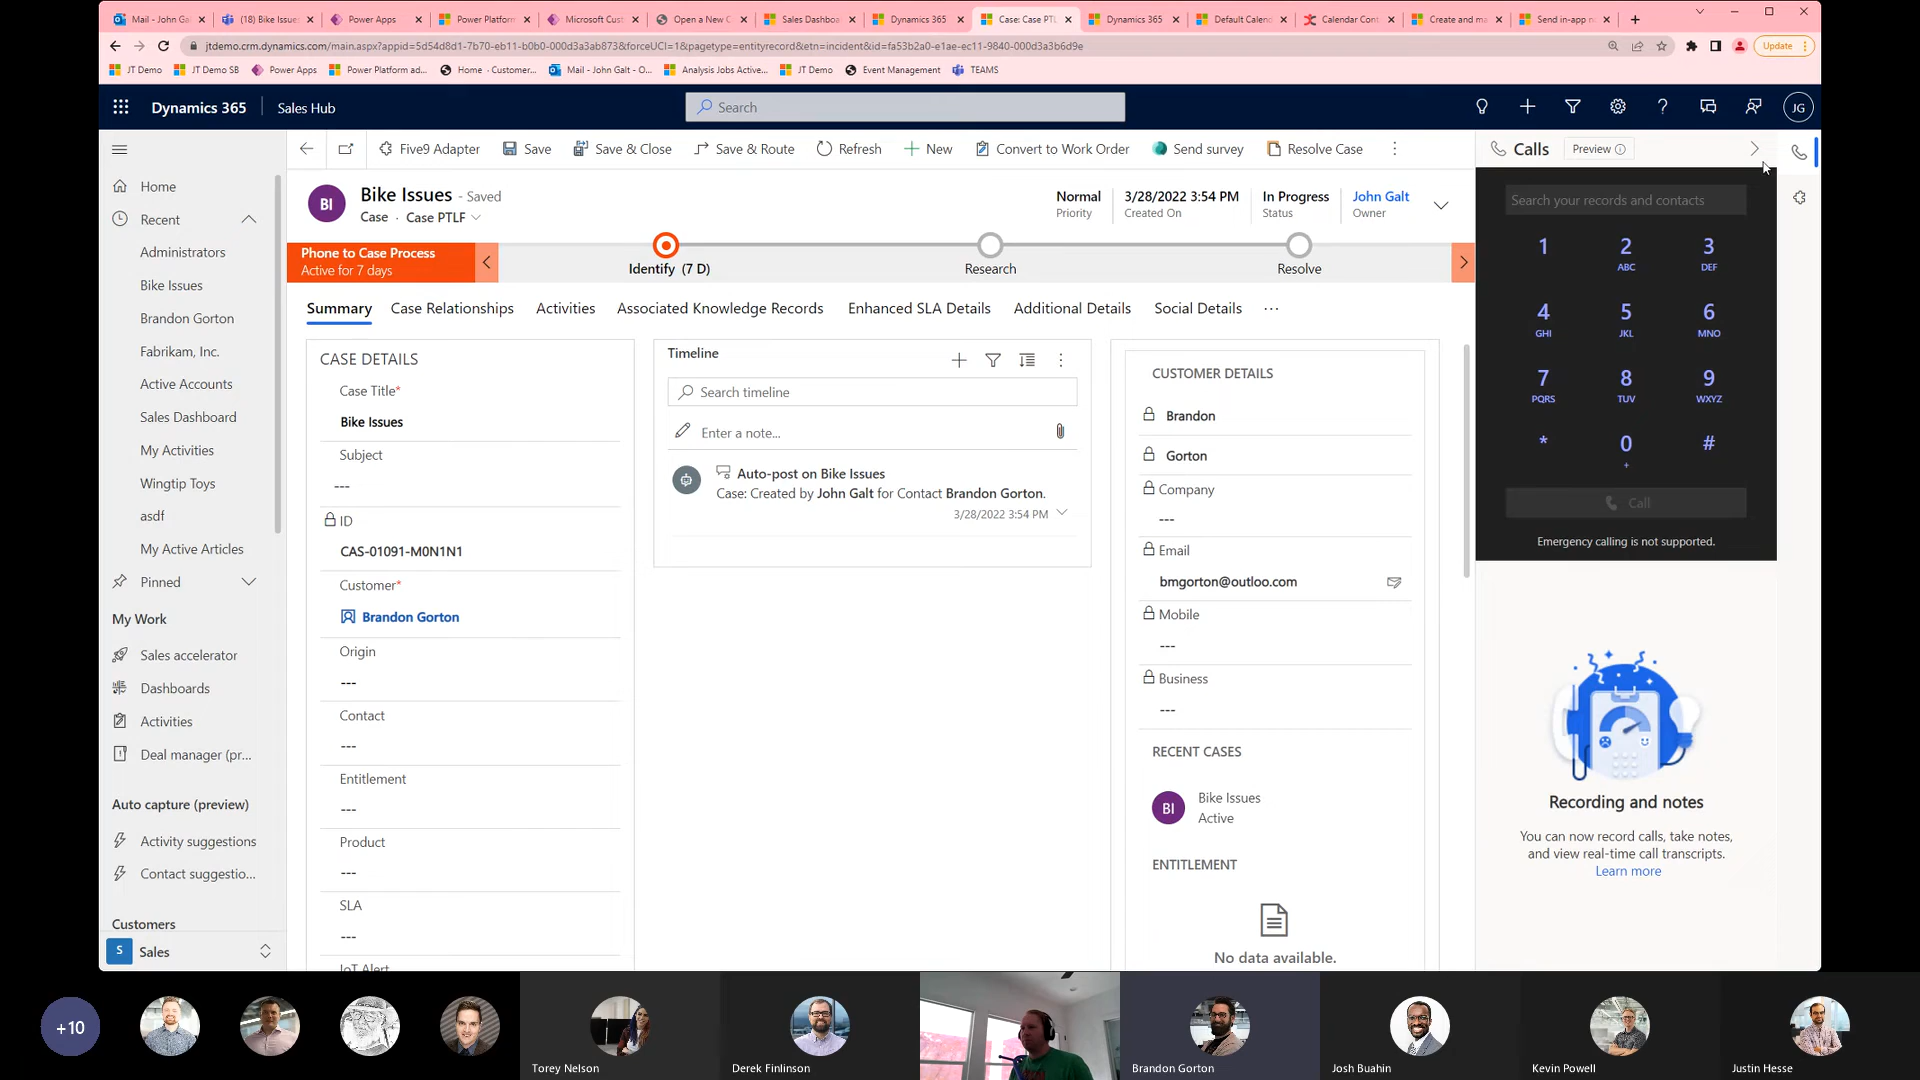 Mail - John Ga
(18) Bike Issue
Power Apps
Power Platform
Microsoft Cus
Open a New C
Sales Dashboa
Dynamics 365
Case: Case PTL
Dynamics 365
Default Calen
Calendar Cont
Create and ma
Send in-app n
jtdemo.crm.dynamics.com/main.aspx?appid=5d54d8d1-7b70-eb11-b0b0-000d3a3ab873&forceUCI=1&pagetype=entityrecord&etn=incident&id=fa53b2a0-e1ae-ec11-9840-000d3a3b6d9e
Update
JT Demo
JT Demo SB
Power Apps
Power Platform ad...
Home - Customer...
Mail - John Galt - O...
Analysis Jobs Active...
JT Demo
Event Management
TEAMS
Dynamics 365
Sales Hub
Search
JG
Five9 Adapter
Save
Save & Close
Save & Route
Refresh
New
Convert to Work Order
Send survey
Resolve Case
Calls
Preview
BI
Bike Issues - Saved
Case · Case PTLF
Normal
Priority
3/28/2022 3:54 PM
Created On
In Progress
Status
John Galt
Owner
Phone to Case Process
Active for 7 days
Identify (7 D)
Research
Resolve
Summary
Case Relationships
Activities
Associated Knowledge Records
Enhanced SLA Details
Additional Details
Social Details
...
Home
Recent
Administrators
Bike Issues
Brandon Gorton
Fabrikam, Inc.
Active Accounts
Sales Dashboard
My Activities
Wingtip Toys
asdf
My Active Articles
Pinned
My Work
Sales accelerator
Dashboards
Activities
Deal manager (pr...
Auto capture (preview)
Activity suggestions
Contact suggestio...
Customers
S
Sales
CASE DETAILS
Case Title*
Bike Issues
Subject
---
ID
CAS-01091-M0N1N1
Customer*
Brandon Gorton
Origin
---
Contact
---
Entitlement
---
Product
---
SLA
---
IoT Alert
Timeline
Search timeline
Enter a note...
Auto-post on Bike Issues
Case: Created by John Galt for Contact Brandon Gorton.
3/28/2022 3:54 PM
CUSTOMER DETAILS
Brandon
Gorton
Company
---
Email
bmgorton@outloo.com
Mobile
---
Business
---
RECENT CASES
BI
Bike Issues
Active
ENTITLEMENT
No data available.
Search your records and contacts
1
2
ABC
3
DEF
4
GHI
5
JKL
6
MNO
7
PQRS
8
TUV
9
WXYZ
*
0
+
#
Call
Emergency calling is not supported.
Recording and notes
You can now record calls, take notes,
and view real-time call transcripts.
Learn more
+10
Torey Nelson
Derek Finlinson
Brandon Gorton
Josh Buahin
Kevin Powell
Justin Hesse